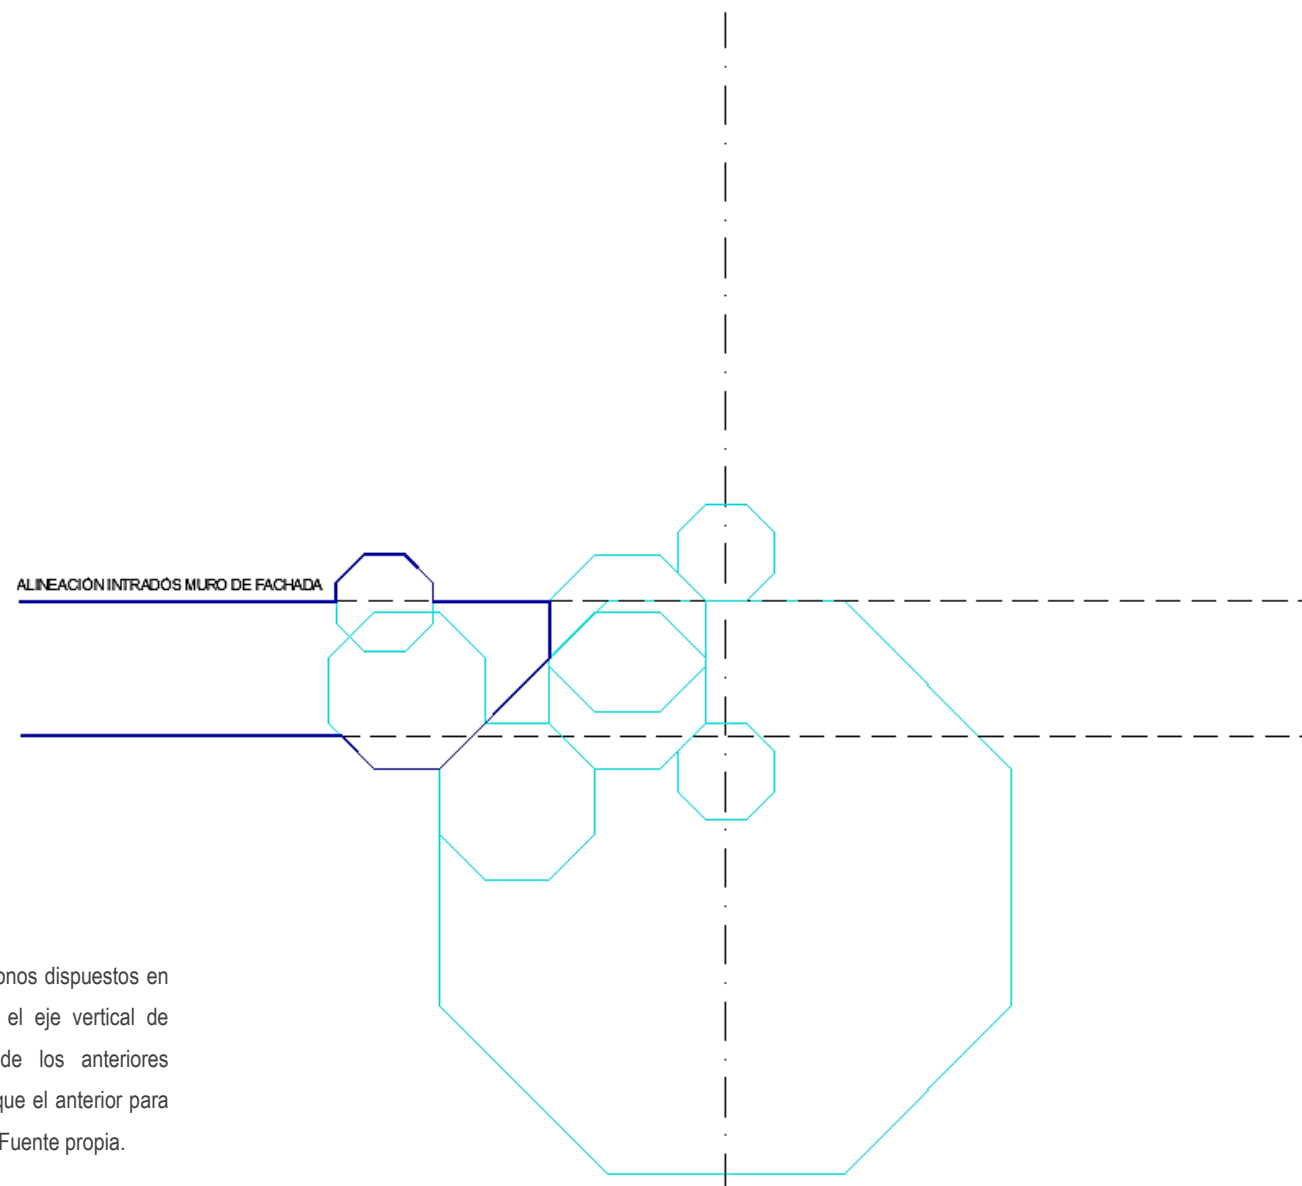 ALINEACIÓN INTRADÓS MURO DE FACHADA
onos dispuestos en
el eje vertical de
de los anteriores
que el anterior para
Fuente propia.